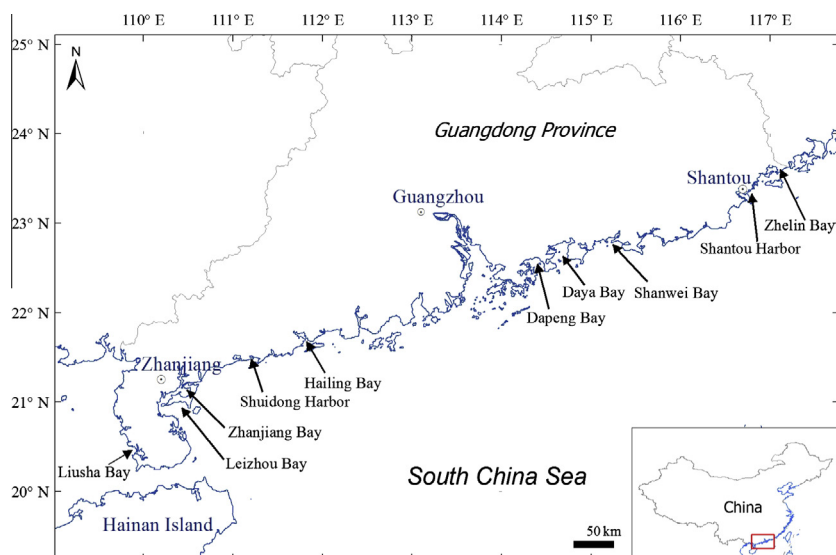 110° E
111° E
112° E
113° E
114° E
115° E
116° E
117° E
25° N
N
24° N
Guangdong Province
Shantou
Guangzhou
23° N
Zhelin Bay
Shantou Harbor
Daya Bay
Shanwei Bay
22° N
Dapeng Bay
Zhanjiang
Hailing Bay
Shuidong Harbor
21° N
Zhanjiang Bay
Leizhou Bay
Liusha Bay
South China Sea
20° N
China
Hainan Island
50 km